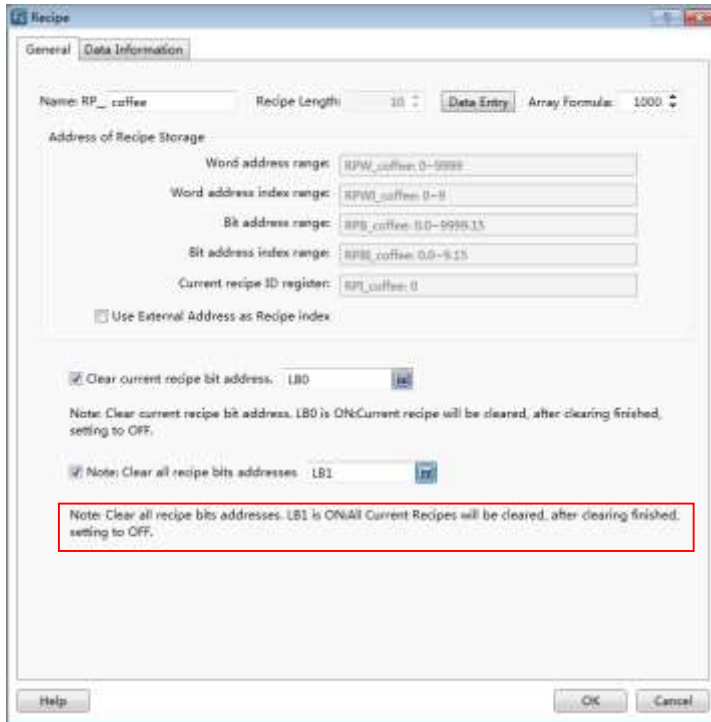 Recipe
General Data Information
Name: RP_ coffee Recipe Length: 10 Data Entry Array Formula: 1000
Address of Recipe Storage
Word address range: RPW_coffee: 0~9999
Word address index range: RPWI_coffee: 0~9
Bit address range: RPB_coffee: 0.0~9999.15
Bit address index range: RPBI_coffee: 0.0~9.15
Current recipe ID register: RPI_coffee: 0
Use External Address as Recipe index
Clear current recipe bit address. LB0
Note: Clear current recipe bit address. LB0 is ON:Current recipe will be cleared, after clearing finished,
setting to OFF.
Note: Clear all recipe bits addresses LB1
Note: Clear all recipe bits addresses. LB1 is ON:All Current Recipes will be cleared, after clearing finished,
setting to OFF.
Help OK Cancel